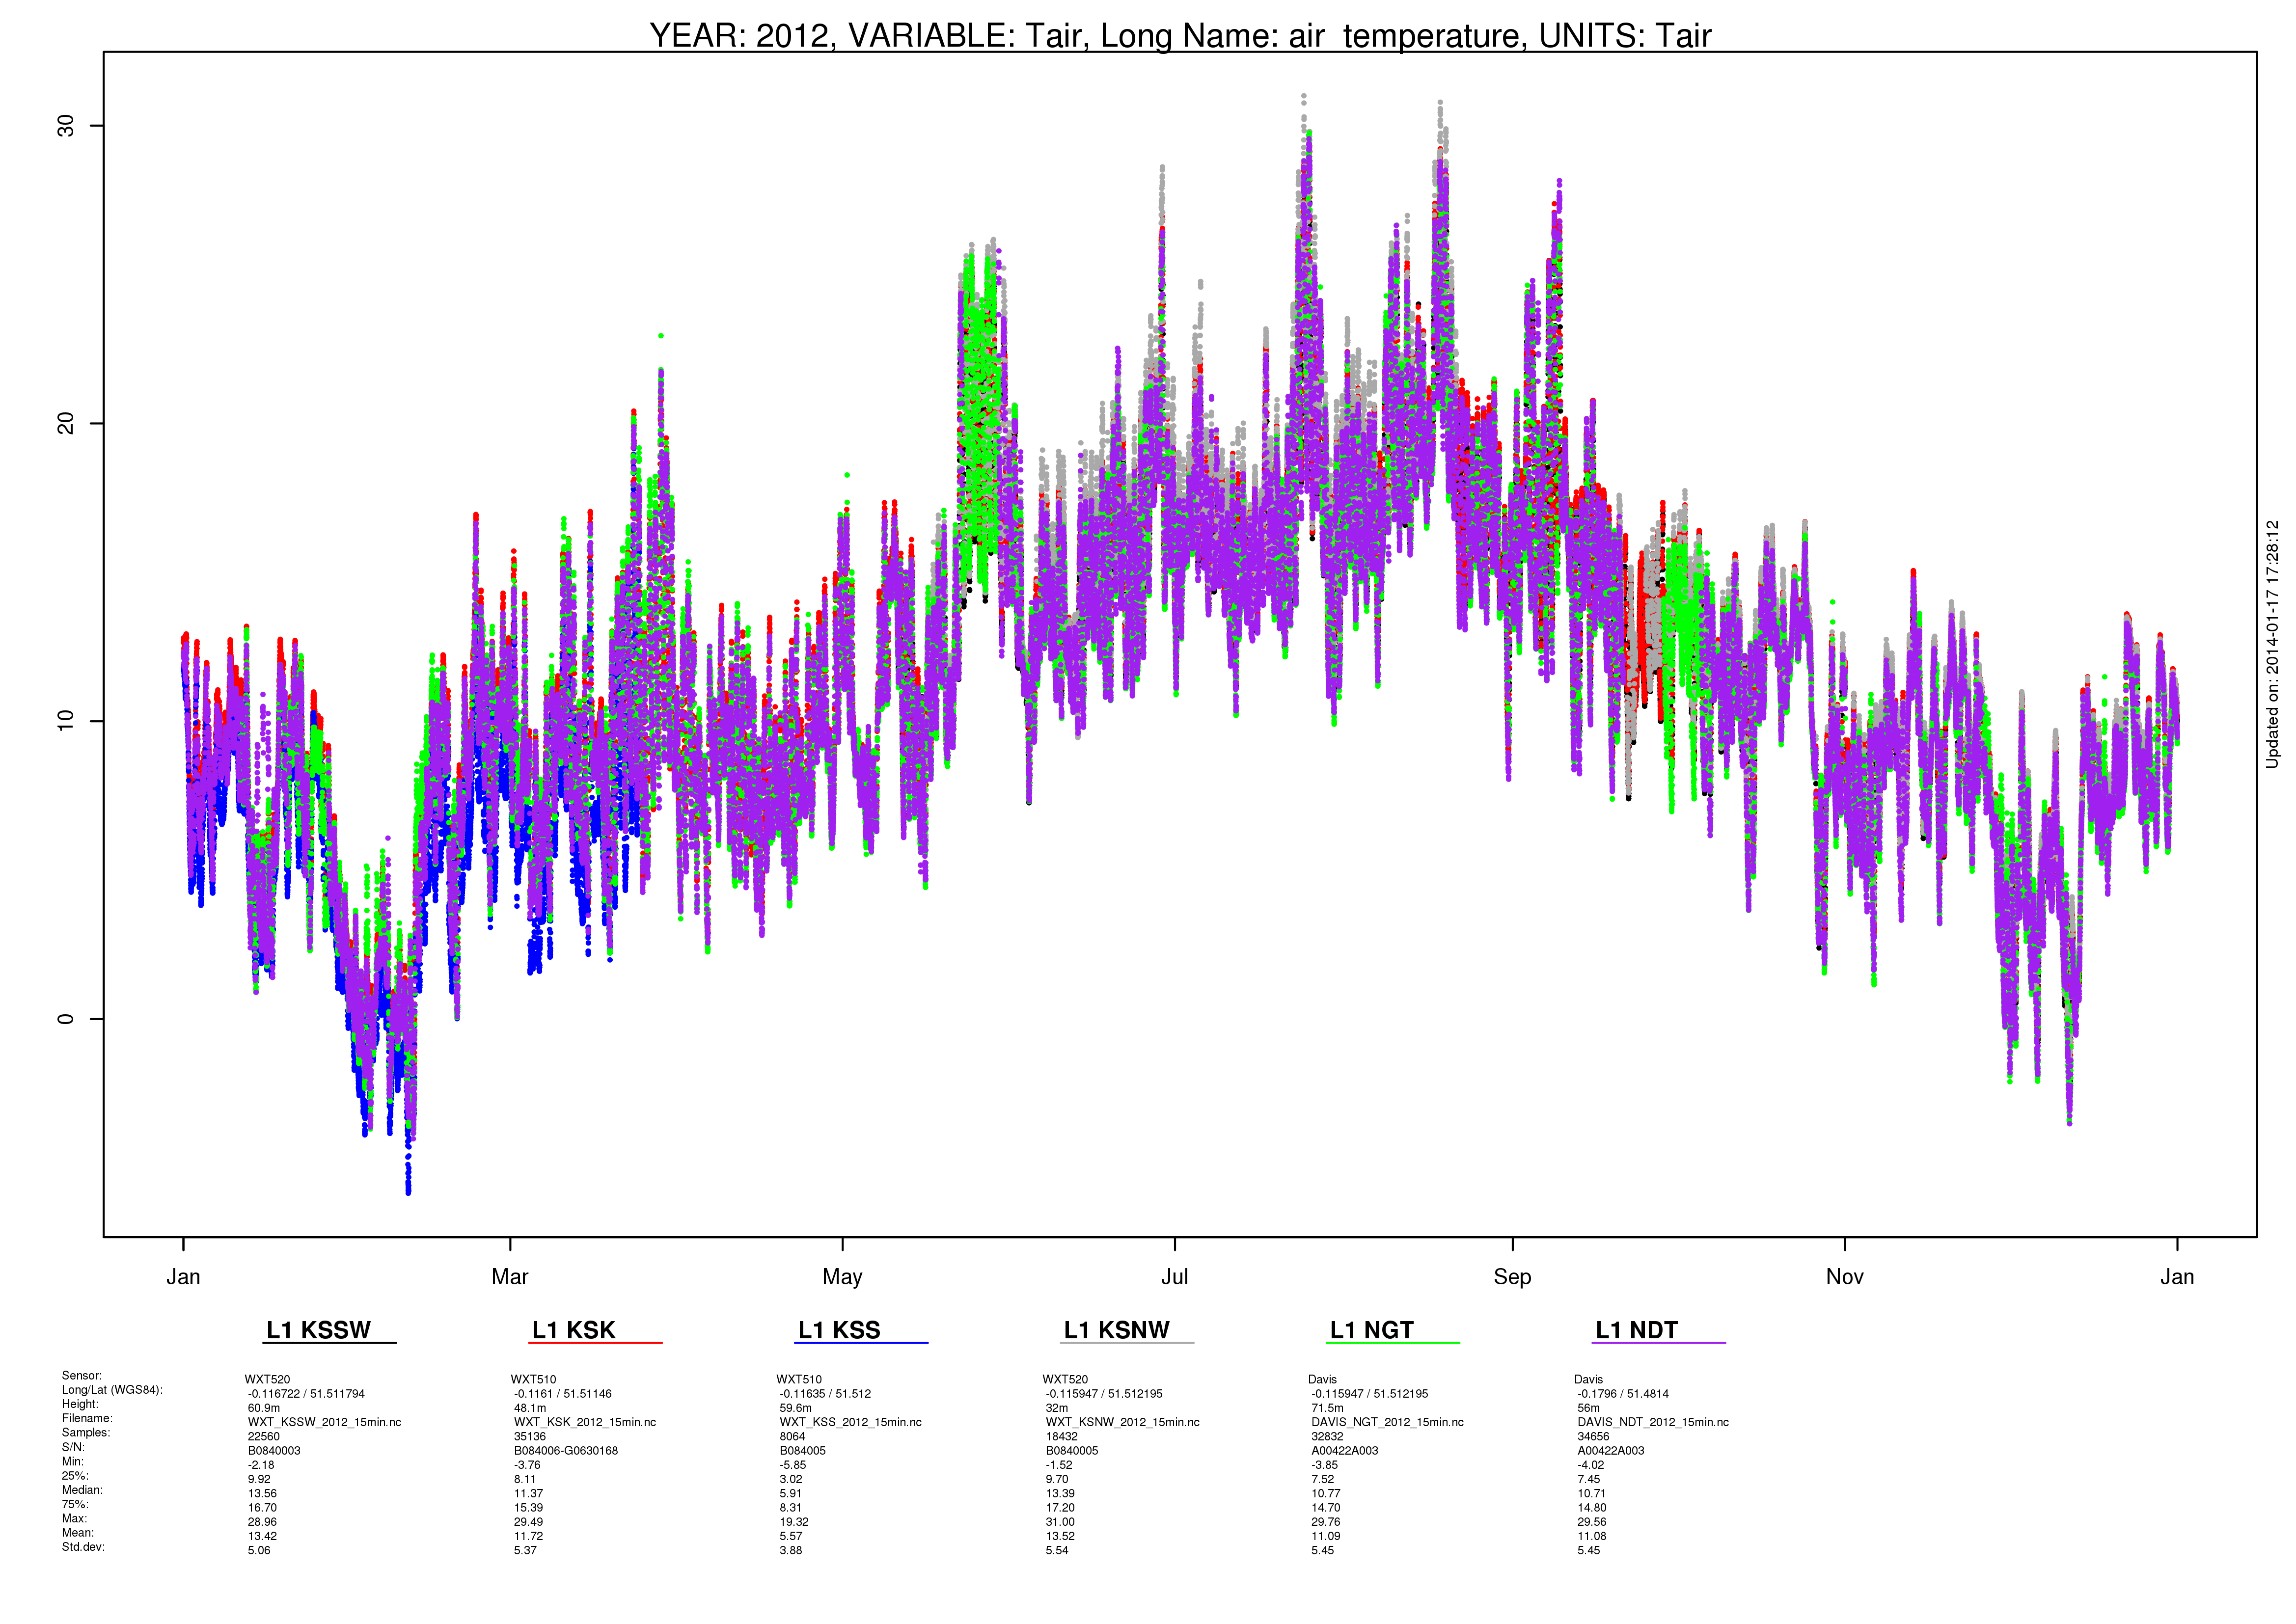 YEAR: 2012, VARIABLE: Tair, Long Name: air temperature, UNITS: Tair
30
20
10
0
Updated on: 2014-01-17 17:28:12
Jan Mar May Jul Sep Nov Jan
L1 KSSW L1 KSK L1 KSS L1 KSNW L1 NGT L1 NDT
Sensor: WXT520 WXT510 WXT510 WXT520 Davis Davis
Long/Lat (WGS84): -0.116722 / 51.511794 -0.1161 / 51.51146 -0.11635 / 51.512 -0.115947 / 51.512195 -0.115947 / 51.512195 -0.1796 / 51.4814
Height: 60.9m 48.1m 59.6m 32m 71.5m 56m
Filename: WXT_KSSW_2012_15min.nc WXT_KSK_2012_15min.nc WXT_KSS_2012_15min.nc WXT_KSNW_2012_15min.nc DAVIS_NGT_2012_15min.nc DAVIS_NDT_2012_15min.nc
Samples: 22560 35136 8064 18432 32832 34656
S/N: B0840003 B084006-G0630168 B084005 B0840005 A00422A003 A00422A003
Min: -2.18 -3.76 -5.85 -1.52 -3.85 -4.02
25%: 9.92 8.11 3.02 9.70 7.52 7.45
Median: 13.56 11.37 5.91 13.39 10.77 10.71
75%: 16.70 15.39 8.31 17.20 14.70 14.80
Max: 28.96 29.49 19.32 31.00 29.76 29.56
Mean: 13.42 11.72 5.57 13.52 11.09 11.08
Std.dev: 5.06 5.37 3.88 5.54 5.45 5.45